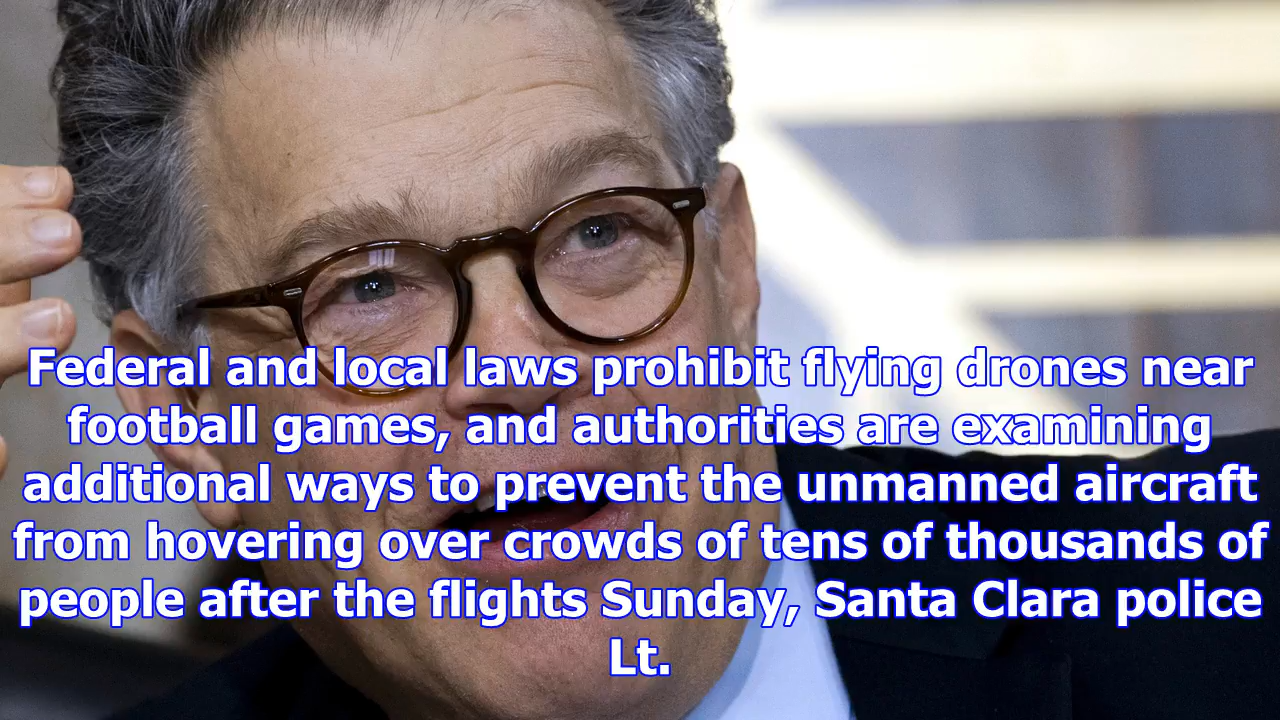 Federal and local laws prohibit flying drones near
football games, and authorities are examining
additional ways to prevent the unmanned aircraft
from hovering over crowds of tens of thousands of
people after the flights Sunday, Santa Clara police
Lt.